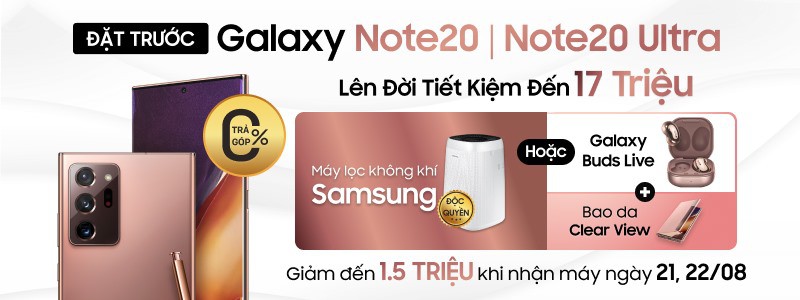 ĐẶT TRƯỚC Galaxy Note20 | Note20 Ultra
Lên Đời Tiết Kiệm Đến 17 Triệu
TRẢ GÓP 0%
Máy lọc không khí
Samsung
ĐỘC
QUYỀN
Hoặc
Galaxy
Buds Live
+
Bao da
Clear View
Giảm đến 1.5 TRIỆU khi nhận máy ngày 21, 22/08